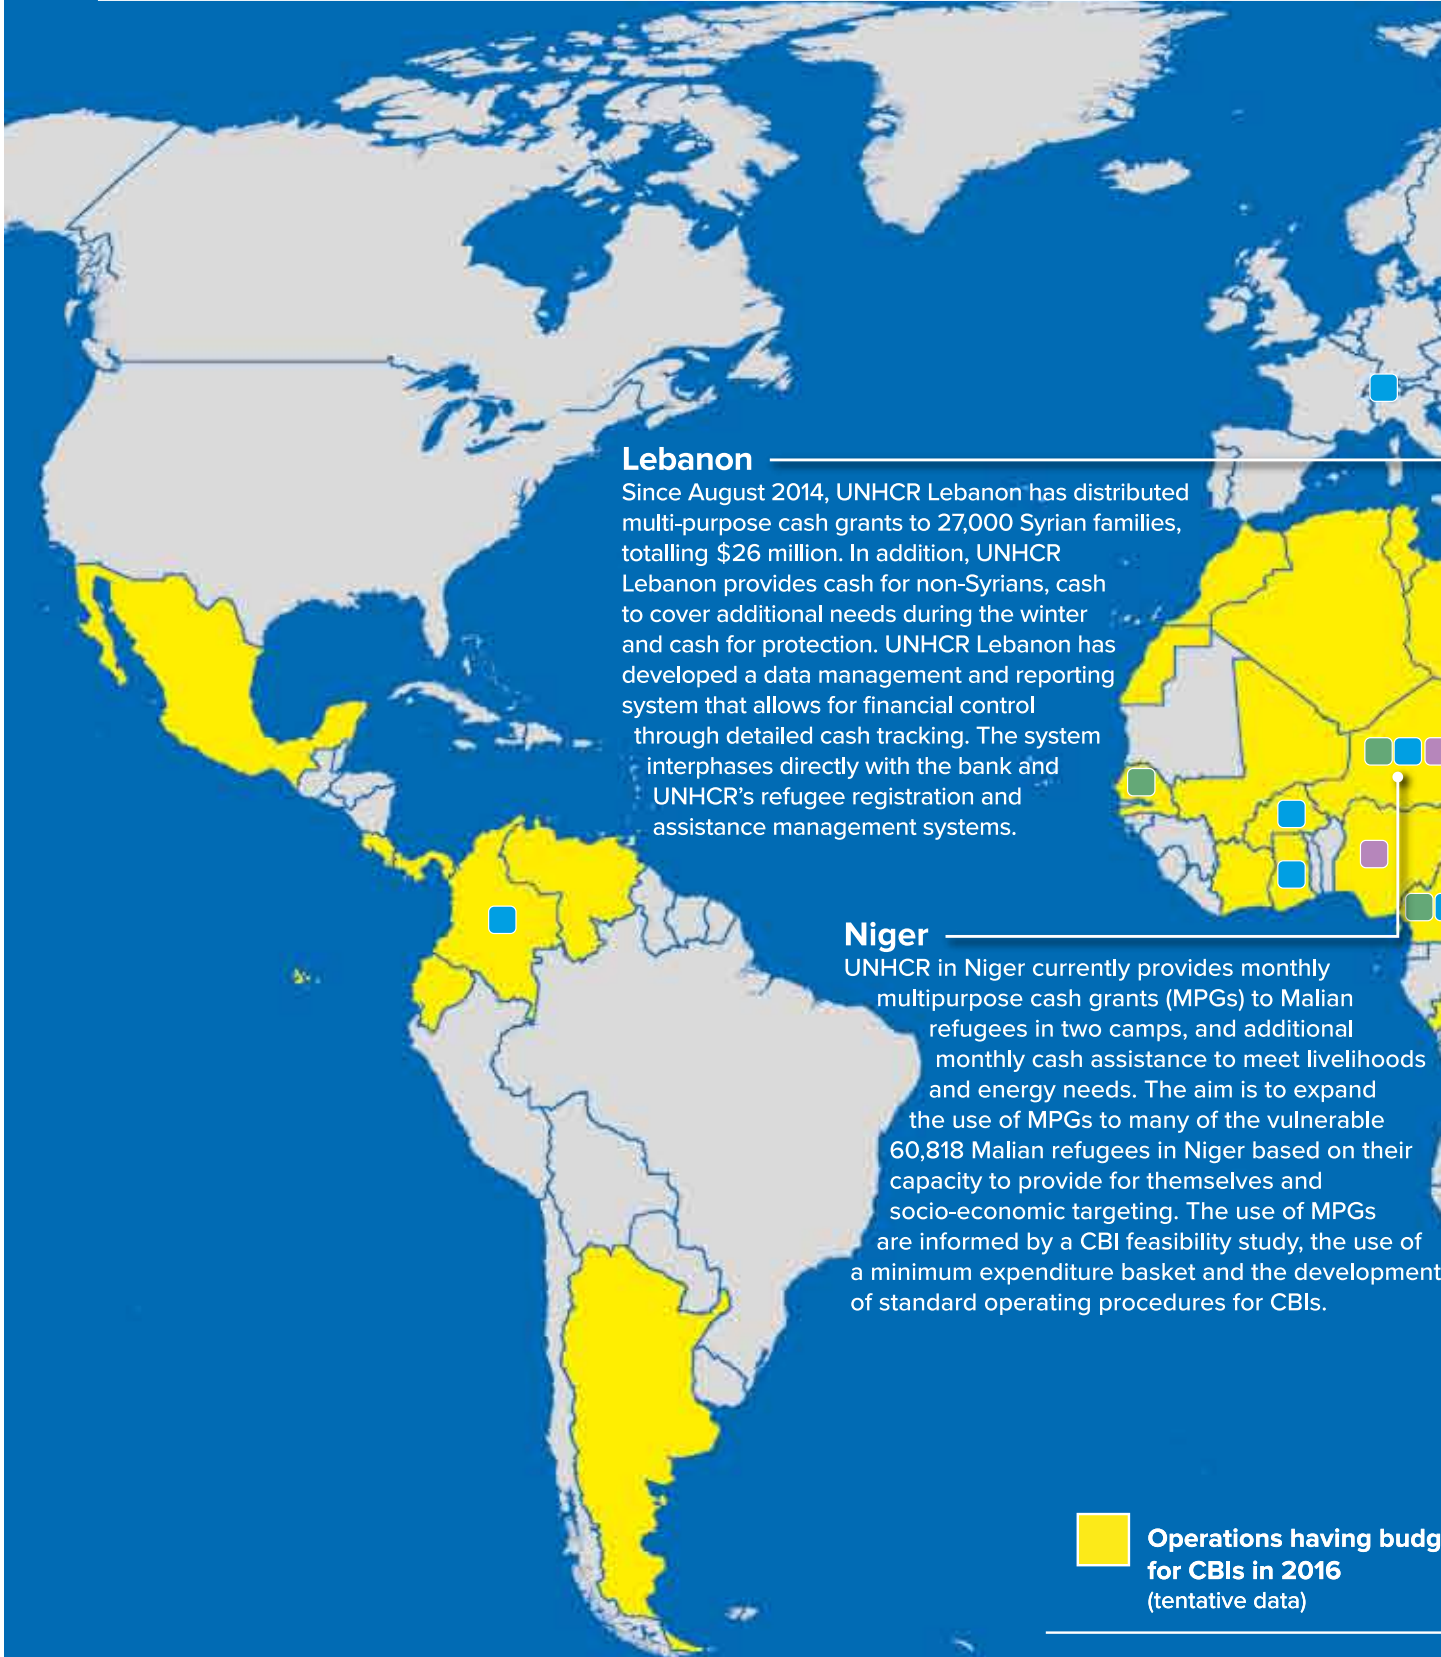 Lebanon
Since August 2014, UNHCR Lebanon has distributed
multi-purpose cash grants to 27,000 Syrian families,
totalling $26 million. In addition, UNHCR
Lebanon provides cash for non-Syrians, cash
to cover additional needs during the winter
and cash for protection. UNHCR Lebanon has
developed a data management and reporting
system that allows for financial control
through detailed cash tracking. The system
interphases directly with the bank and
UNHCR’s refugee registration and
assistance management systems.
Niger
UNHCR in Niger currently provides monthly
multipurpose cash grants (MPGs) to Malian
refugees in two camps, and additional
monthly cash assistance to meet livelihoods
and energy needs. The aim is to expand
the use of MPGs to many of the vulnerable
60,818 Malian refugees in Niger based on their
capacity to provide for themselves and
socio-economic targeting. The use of MPGs
are informed by a CBI feasibility study, the use of
a minimum expenditure basket and the development
of standard operating procedures for CBIs.
Operations having budg
for CBIs in 2016
(tentative data)